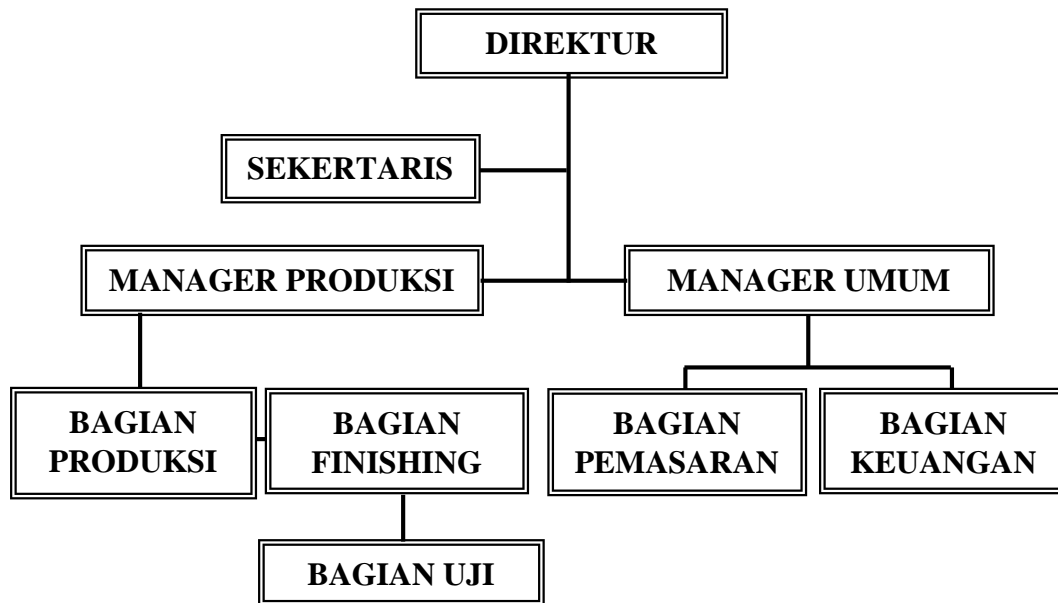 DIREKTUR
SEKERTARIS
MANAGER PRODUKSI
MANAGER UMUM
BAGIAN
PRODUKSI
BAGIAN
FINISHING
BAGIAN
PEMASARAN
BAGIAN
KEUANGAN
BAGIAN UJI